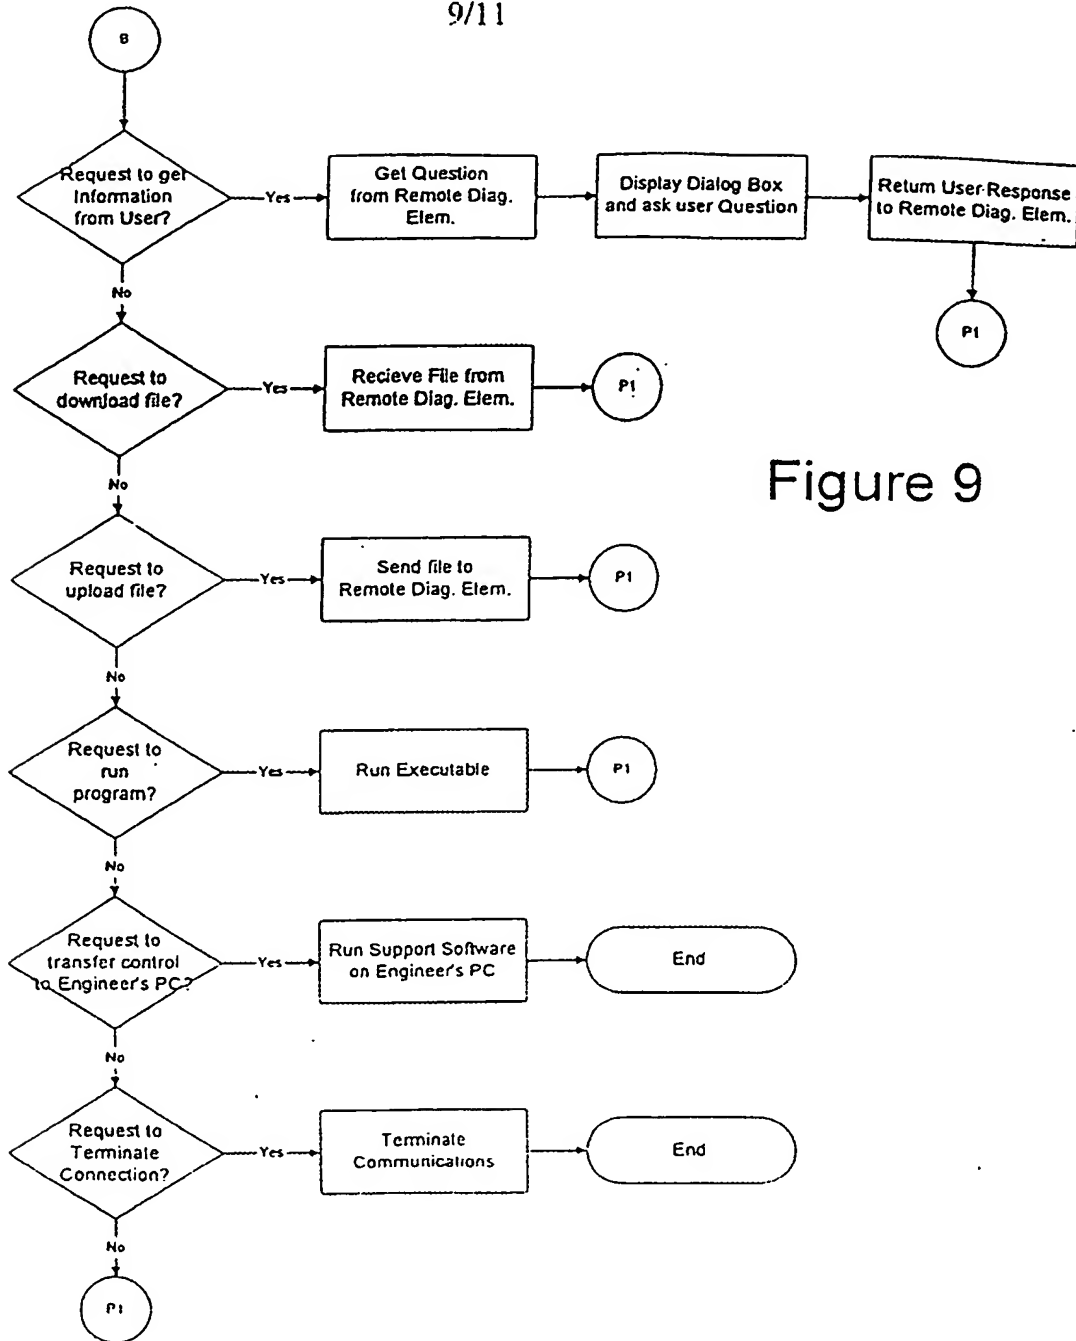 9/11
B
Request to get
Information
from User?
Yes
Get Question
from Remote Diag.
Elem.
Display Dialog Box
and ask user Question
Return User Response
to Remote Diag. Elem.
P1
No
Request to
download file?
Yes
Recieve File from
Remote Diag. Elem.
P1
Figure 9
No
Request to
upload file?
Yes
Send file to
Remote Diag. Elem.
P1
No
Request to
run
program?
Yes
Run Executable
P1
No
Request to
transfer control
to Engineer's PC?
Yes
Run Support Software
on Engineer's PC
End
No
Request to
Terminate
Connection?
Yes
Terminate
Communications
End
No
P1